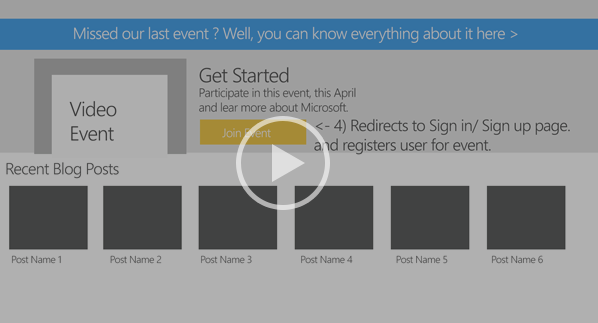 Missed our last event ? Well, you can know everything about it here >
Get Started
Participate in this event, this April
and lear more about Microsoft.
Video
Event
Join Event
<- 4) Redirects to Sign in/ Sign up page.
and registers user for event.
Recent Blog Posts
Post Name 1
Post Name 2
Post Name 3
Post Name 4
Post Name 5
Post Name 6